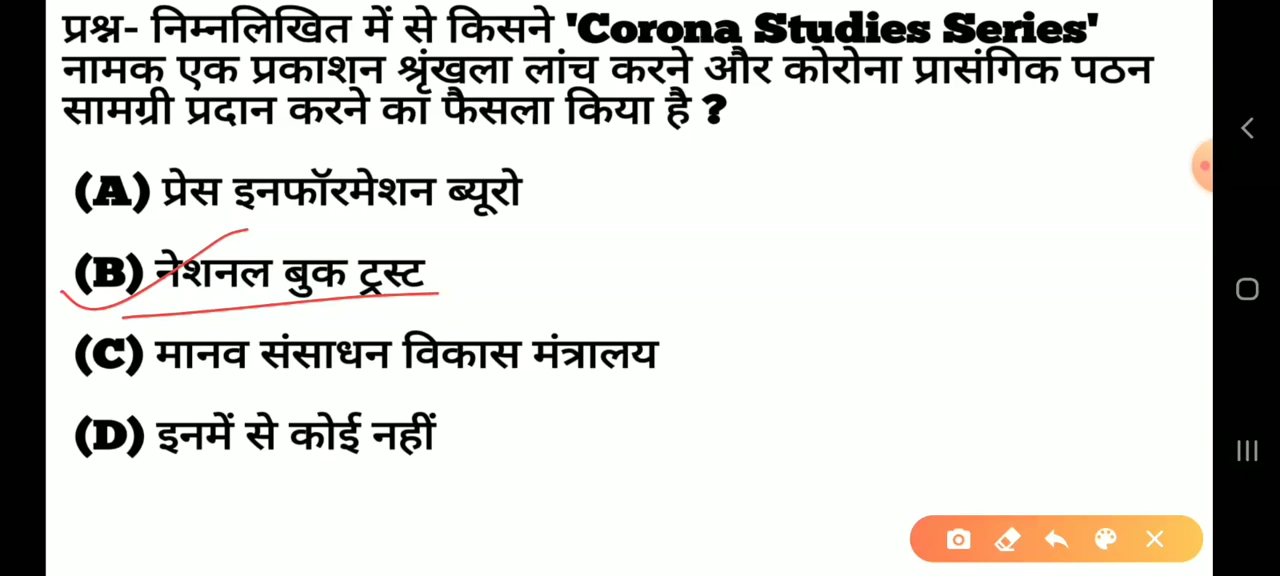 प्रश्न- निम्नलिखित में से किसने 'Corona Studies Series'
नामक एक प्रकाशन श्रृंखला लांच करने और कोरोना प्रासंगिक पठन
सामग्री प्रदान करने का फैसला किया है ?
(A) प्रेस इनफॉरमेशन ब्यूरो
(B) नेशनल बुक ट्रस्ट
(C) मानव संसाधन विकास मंत्रालय
(D) इनमें से कोई नहीं